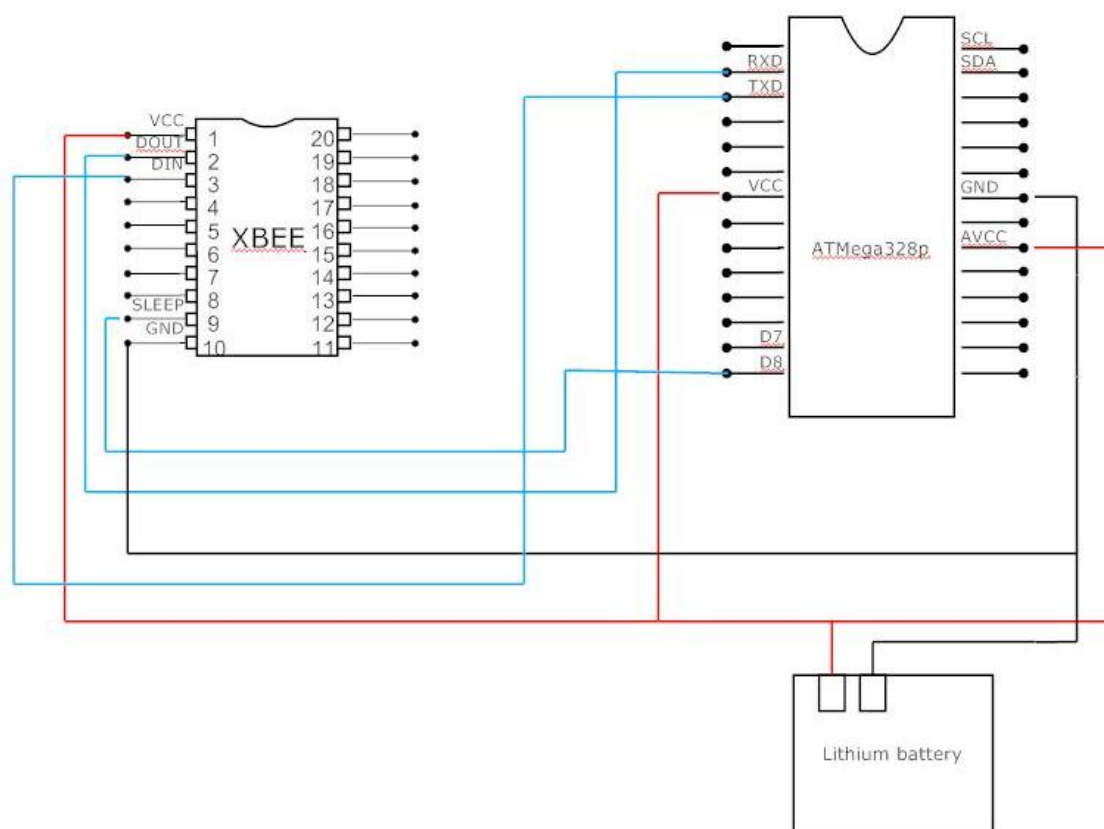 SCL
RXD
SDA
TXD
VCC
1
20
DOUT
2
19
DIN
3
18
VCC
GND
4
17
5
XBEE
16
6
15
ATMega328p
AVCC
7
14
8
13
SLEEP
9
12
GND
10
11
D7
D8
Lithium battery